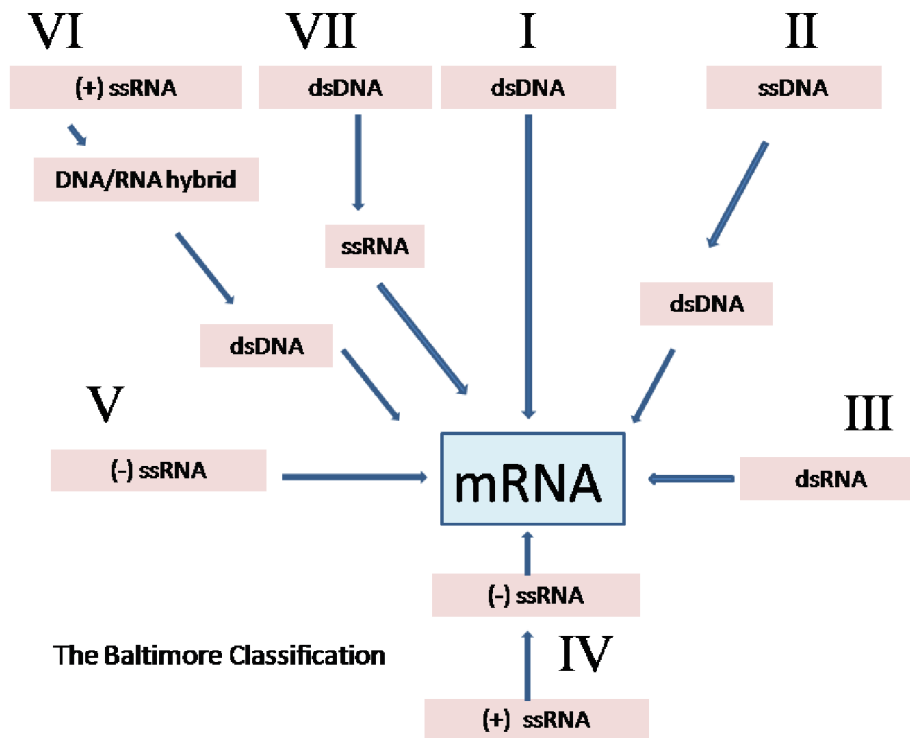 VI
VII
I
II
(+) ssRNA
dsDNA
dsDNA
ssDNA
DNA/RNA hybrid
ssRNA
dsDNA
dsDNA
V
III
(-) ssRNA
mRNA
dsRNA
(-) ssRNA
The Baltimore Classification
IV
(+) ssRNA